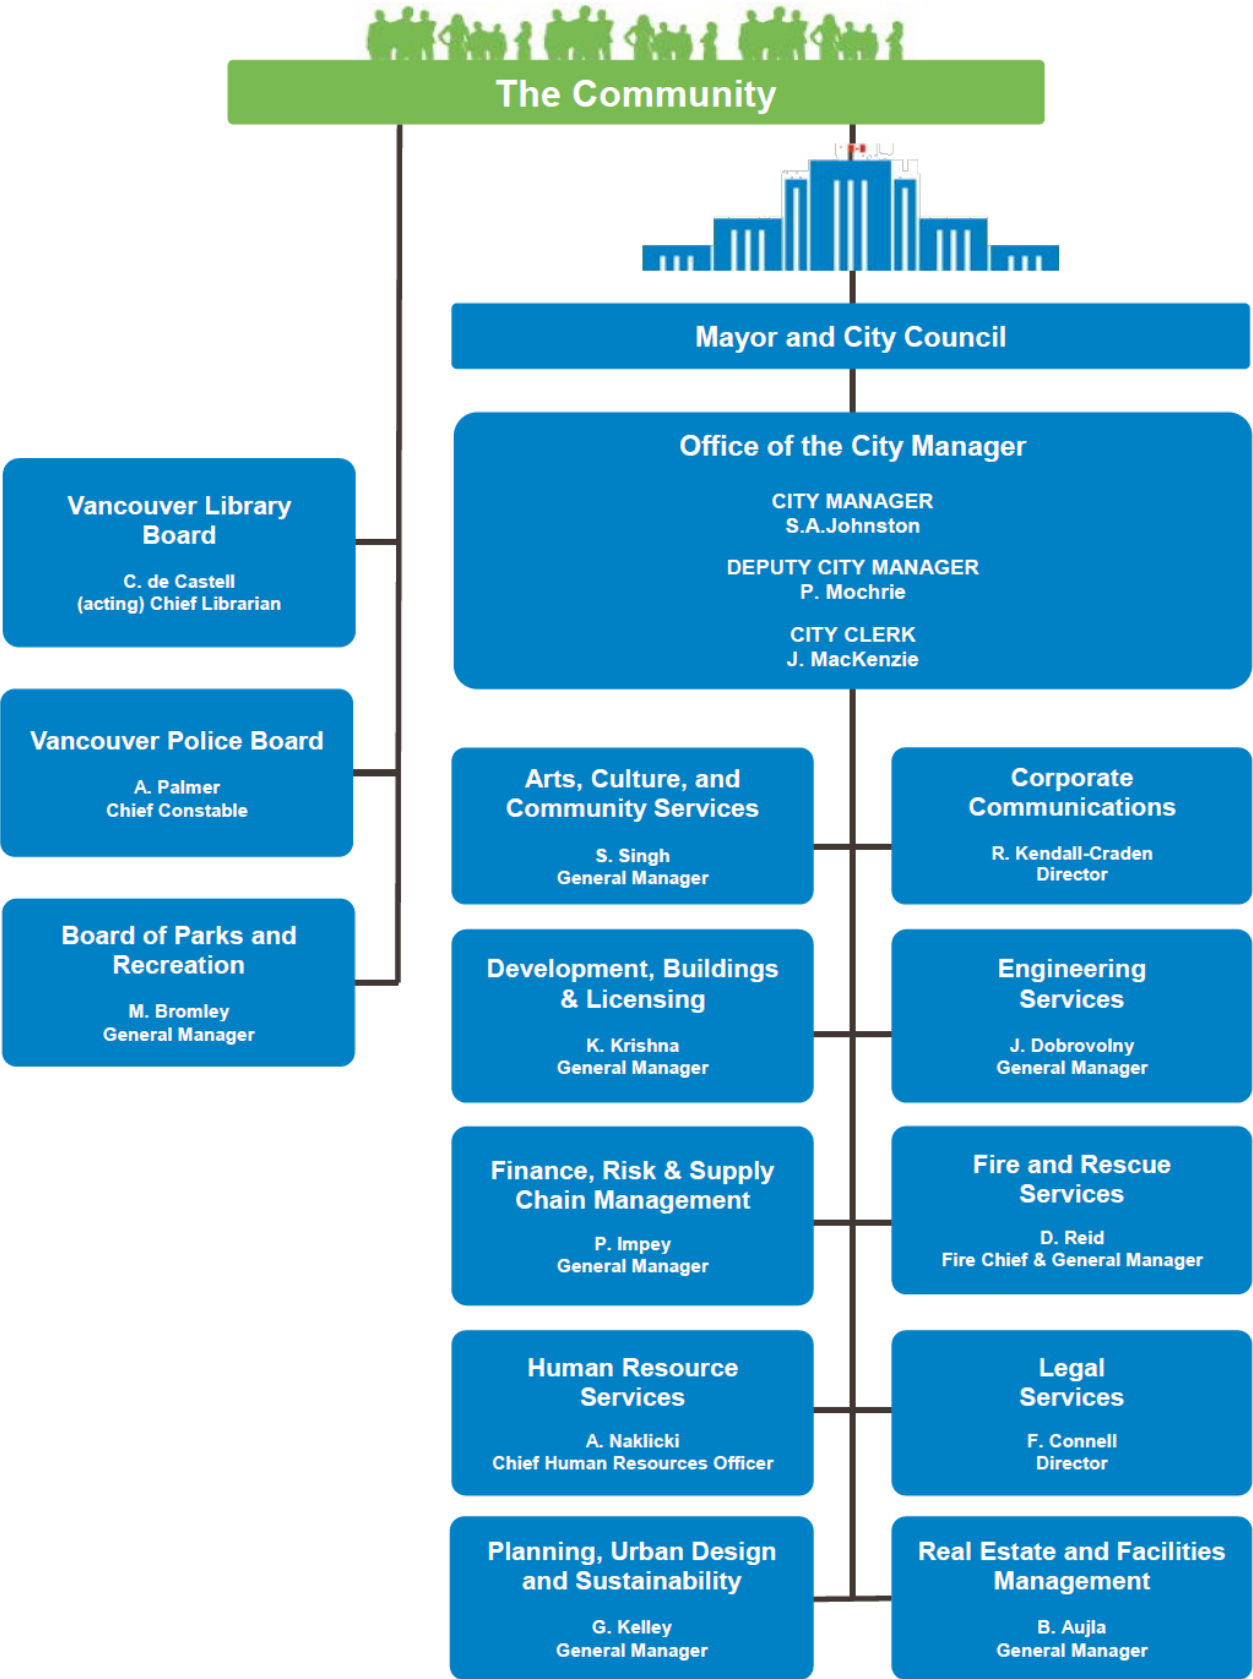 The Community
Mayor and City Council
Office of the City Manager
CITY MANAGER
S.A.Johnston
DEPUTY CITY MANAGER
P. Mochrie
CITY CLERK
J. MacKenzie
Vancouver Library
Board
C. de Castell
(acting) Chief Librarian
Vancouver Police Board
A. Palmer
Chief Constable
Board of Parks and
Recreation
M. Bromley
General Manager
Arts, Culture, and
Community Services
S. Singh
General Manager
Corporate
Communications
R. Kendall-Craden
Director
Development, Buildings
& Licensing
K. Krishna
General Manager
Engineering
Services
J. Dobrovolny
General Manager
Finance, Risk & Supply
Chain Management
P. Impey
General Manager
Fire and Rescue
Services
D. Reid
Fire Chief & General Manager
Human Resource
Services
A. Naklicki
Chief Human Resources Officer
Legal
Services
F. Connell
Director
Planning, Urban Design
and Sustainability
G. Kelley
General Manager
Real Estate and Facilities
Management
B. Aujla
General Manager